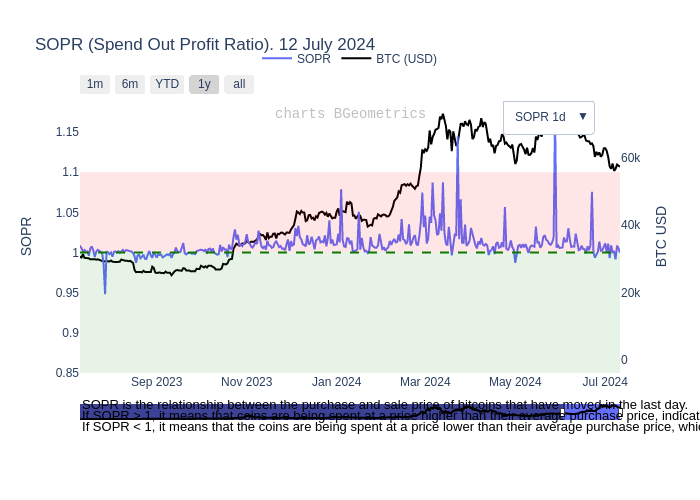 SOPR (Spend Out Profit Ratio). 12 July 2024
SOPR
BTC (USD)
1m
6m
YTD
1y
all
charts BGeometrics
SOPR 1d
▼
1.15
1.1
1.05
1
0.95
0.9
0.85
SOPR
60k
40k
20k
0
BTC USD
Sep 2023
Nov 2023
Jan 2024
Mar 2024
May 2024
Jul 2024
SOPR is the relationship between the purchase and sale price of bitcoins that have moved in the last day.
If SOPR > 1, it means that coins are being spent at a price higher than their average purchase price, indicat
If SOPR < 1, it means that the coins are being spent at a price lower than their average purchase price, whic